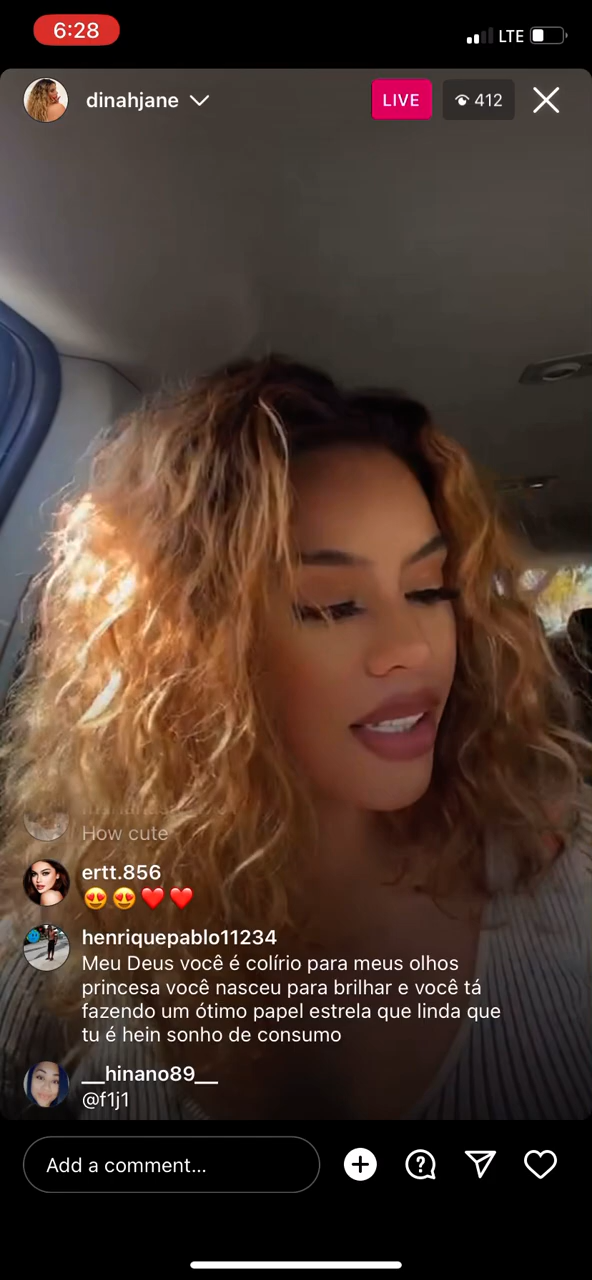 6:28
LTE
dinahjane
LIVE
412
How cute
ertt.856
😍😍❤️❤️
henriquepablo11234
Meu Deus você é colírio para meus olhos
princesa você nasceu para brilhar e você tá
fazendo um ótimo papel estrela que linda que
tu é hein sonho de consumo
__hinano89__
@f1j1
Add a comment...